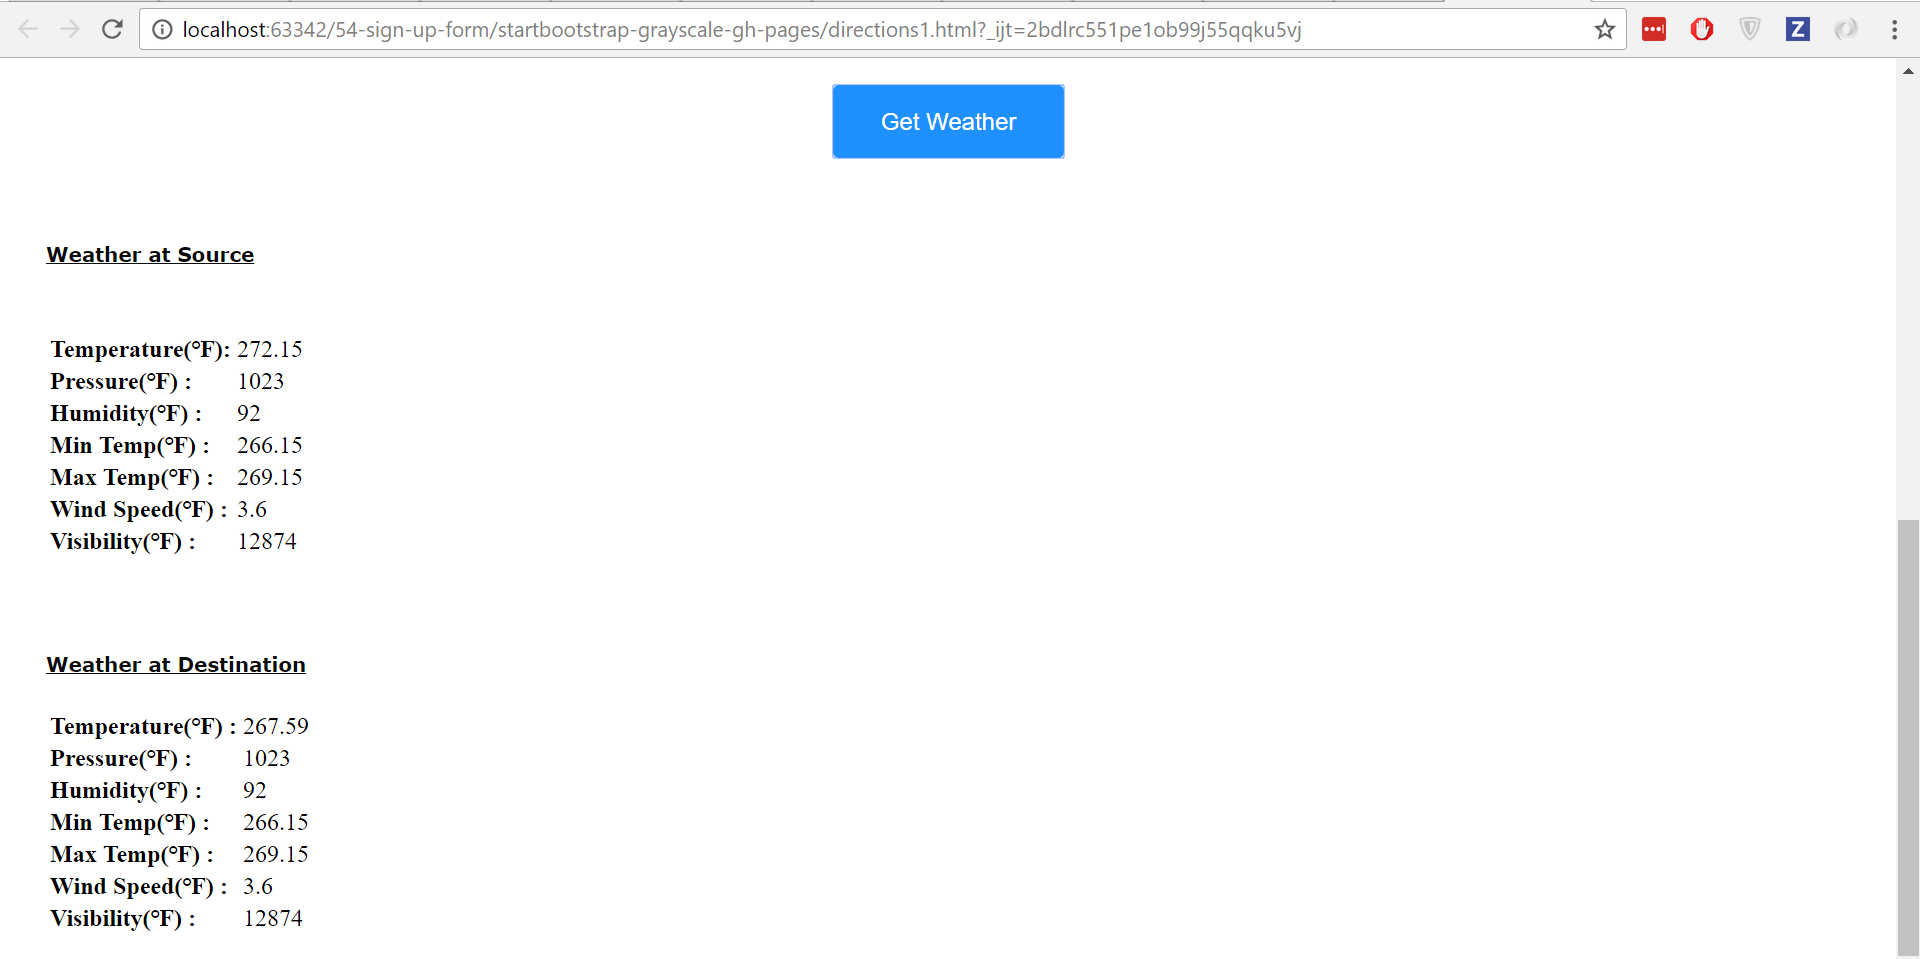 localhost:63342/54-sign-up-form/startbootstrap-grayscale-gh-pages/directions1.html?_ijt=2bdlrc551pe1ob99j55qqku5vj
Z
Get Weather
Weather at Source
Temperature(°F): 272.15
Pressure(°F) : 1023
Humidity(°F) : 92
Min Temp(°F) : 266.15
Max Temp(°F) : 269.15
Wind Speed(°F) : 3.6
Visibility(°F) : 12874
Weather at Destination
Temperature(°F) : 267.59
Pressure(°F) : 1023
Humidity(°F) : 92
Min Temp(°F) : 266.15
Max Temp(°F) : 269.15
Wind Speed(°F) : 3.6
Visibility(°F) : 12874